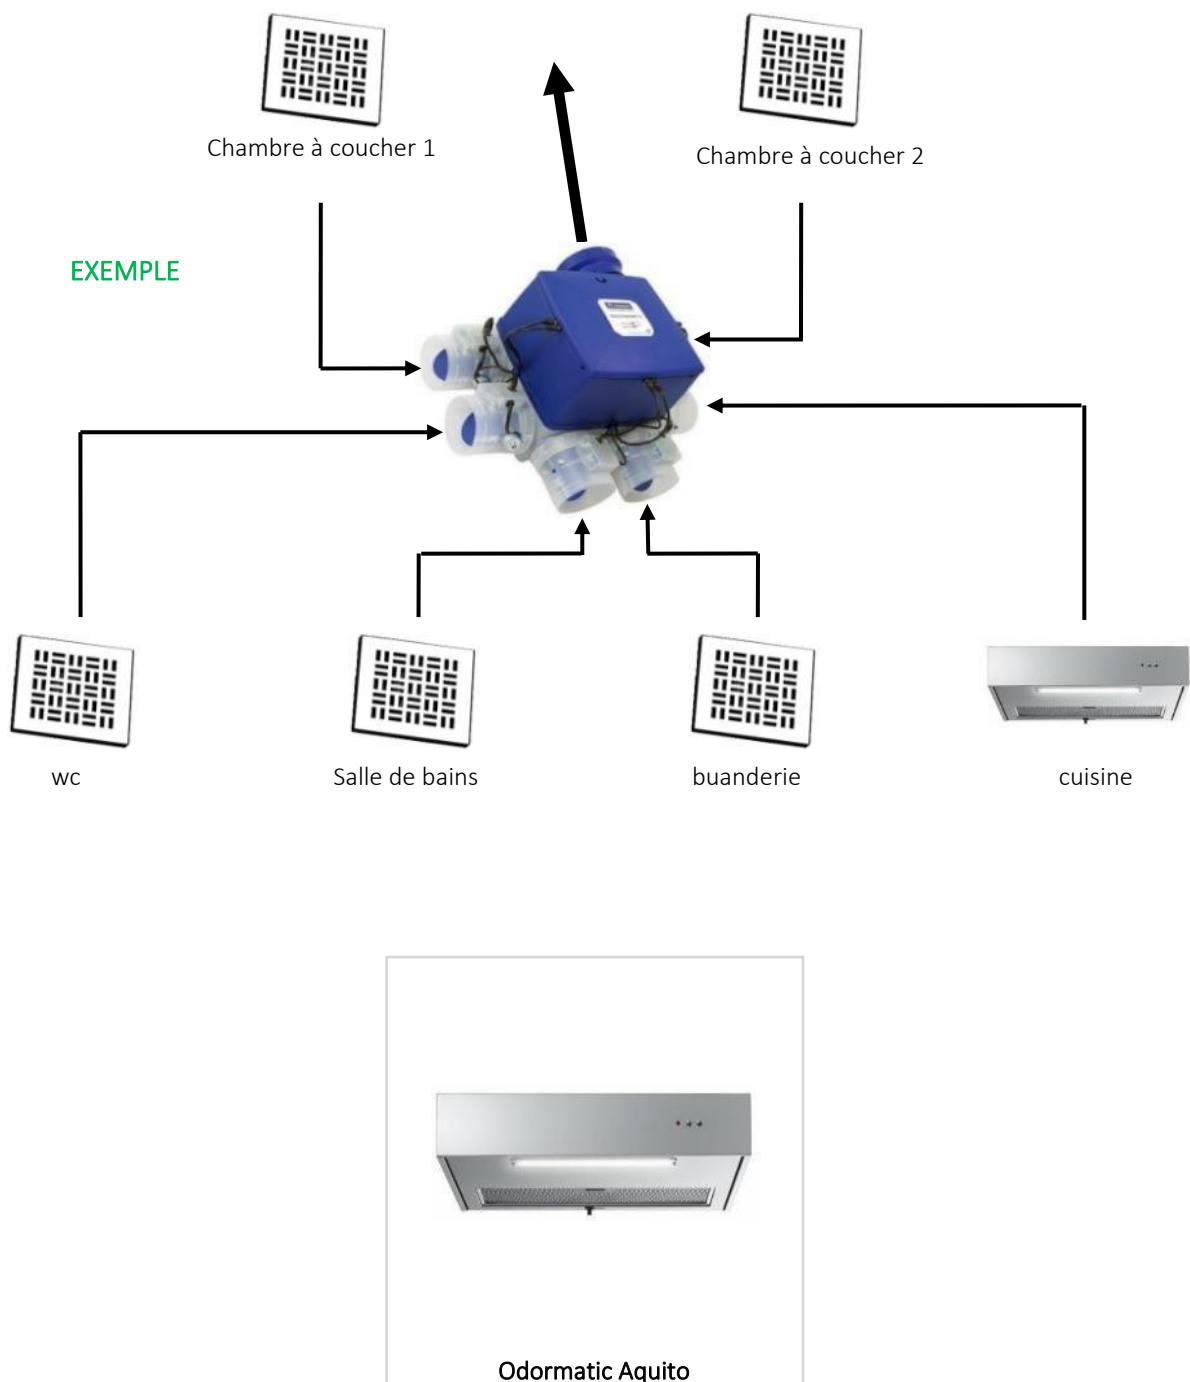 Chambre à coucher 1
Chambre à coucher 2
EXEMPLE
wc
Salle de bains
buanderie
cuisine
Odormatic Aquito